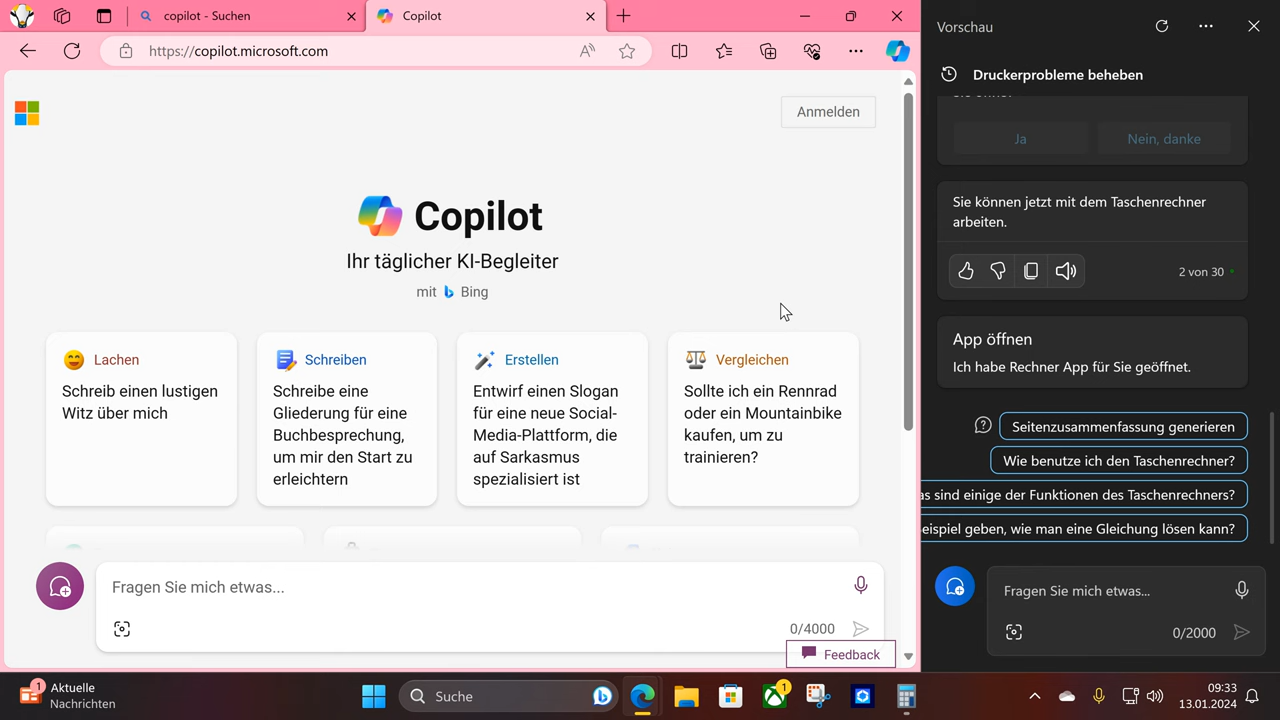 copilot - Suchen
Copilot
https://copilot.microsoft.com
Anmelden
Copilot
Ihr täglicher KI-Begleiter
mit Bing
Lachen
Schreib einen lustigen
Witz über mich
Schreiben
Schreibe eine
Gliederung für eine
Buchbesprechung,
um mir den Start zu
erleichtern
Erstellen
Entwirf einen Slogan
für eine neue Social-
Media-Plattform, die
auf Sarkasmus
spezialisiert ist
Vergleichen
Sollte ich ein Rennrad
oder ein Mountainbike
kaufen, um zu
trainieren?
Fragen Sie mich etwas...
0/4000
Feedback
Vorschau
Druckerprobleme beheben
Ja
Nein, danke
Sie können jetzt mit dem Taschenrechner
arbeiten.
2 von 30
App öffnen
Ich habe Rechner App für Sie geöffnet.
Seitenzusammenfassung generieren
Wie benutze ich den Taschenrechner?
as sind einige der Funktionen des Taschenrechners?
eispiel geben, wie man eine Gleichung lösen kann?
Fragen Sie mich etwas...
0/2000
1
Aktuelle
Nachrichten
Suche
1
09:33
13.01.2024